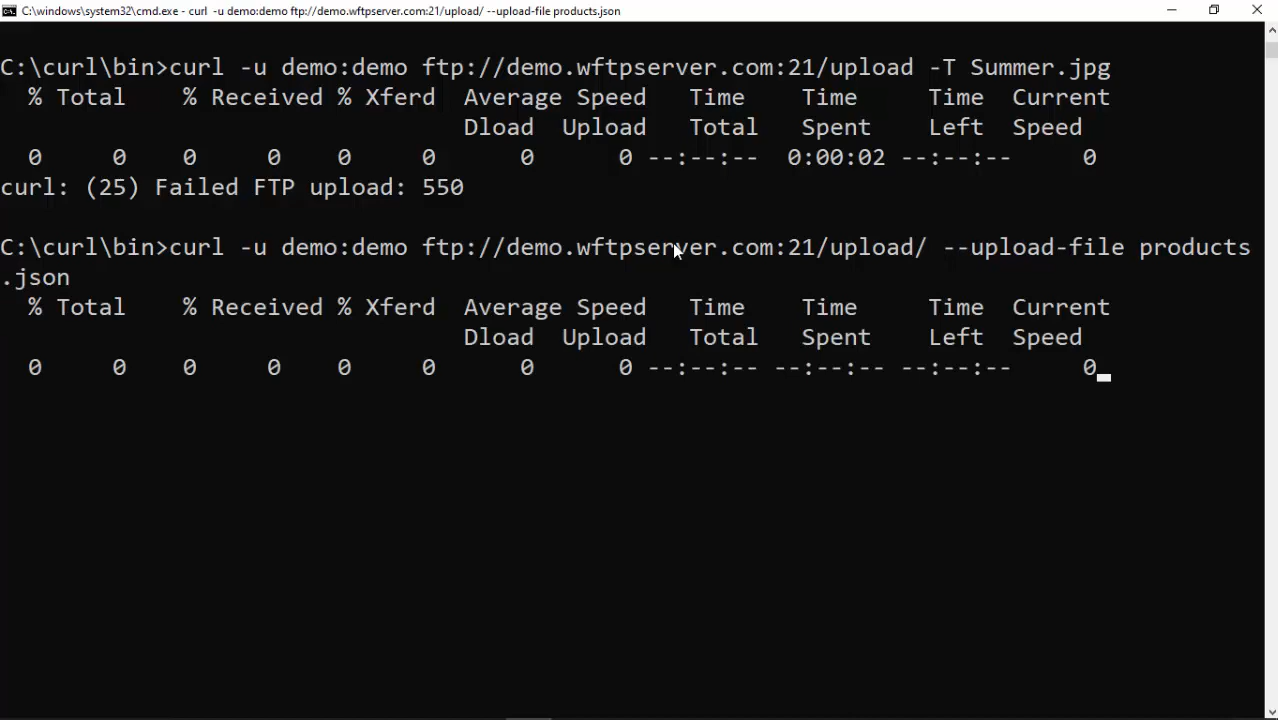 C:\windows\system32\cmd.exe - curl -u demo:demo ftp://demo.wftpserver.com:21/upload/ --upload-file products.json
C:\curl\bin>curl -u demo:demo ftp://demo.wftpserver.com:21/upload -T Summer.jpg
% Total % Received % Xferd Average Speed Time Time Time Current
Dload Upload Total Spent Left Speed
0 0 0 0 0 0 0 0 --:--:-- 0:00:02 --:--:-- 0
curl: (25) Failed FTP upload: 550
C:\curl\bin>curl -u demo:demo ftp://demo.wftpserver.com:21/upload/ --upload-file products
.json
% Total % Received % Xferd Average Speed Time Time Time Current
Dload Upload Total Spent Left Speed
0 0 0 0 0 0 0 0 --:--:-- --:--:-- --:--:-- 0